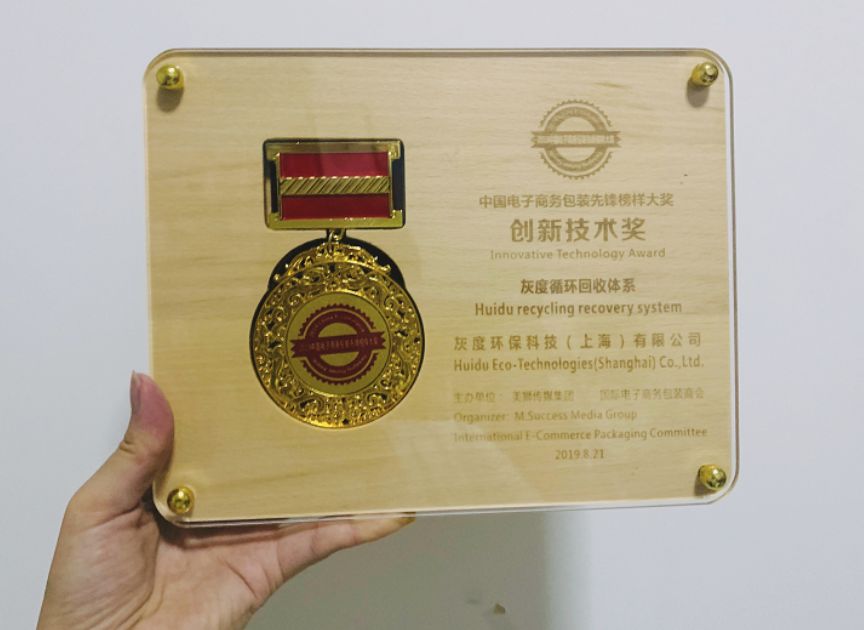 中国电子商务包装先锋榜样大奖
创新技术奖
Innovative Technology Award
灰度循环回收体系
Huidu recycling recovery system
灰度环保科技（上海）有限公司
Huidu Eco-Technologies(Shanghai) Co.,Ltd.
主办单位： 美狮传媒集团 国际电子商务包装商会
Organizer: M.Success Media Group
International E-Commerce Packaging Committee
2019.8.21